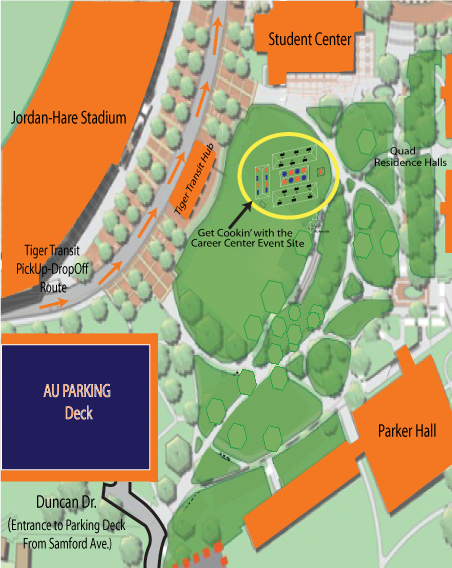 Student Center
Jordan-Hare Stadium
Tiger Transit Hub
Quad
Residence Halls
Get Cookin' with the
Career Center Event Site
Tiger Transit
PickUp-DropOff
Route
AU PARKING
Deck
Parker Hall
Duncan Dr.
(Entrance to Parking Deck
From Samford Ave.)